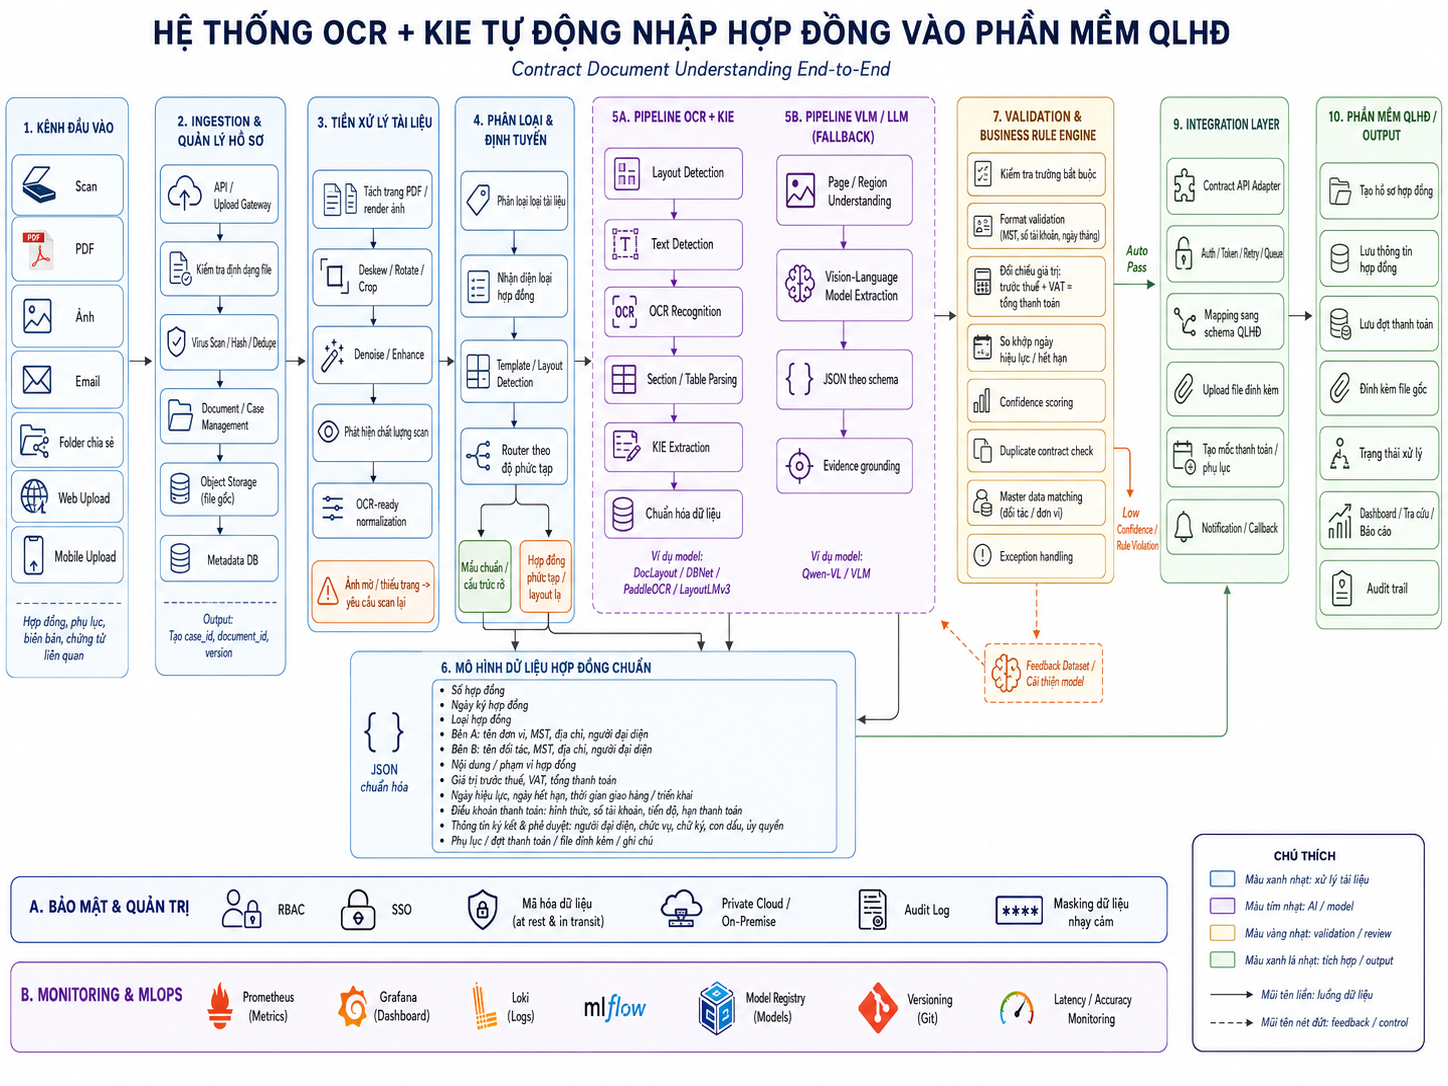 HỆ THỐNG OCR + KIE TỰ ĐỘNG NHẬP HỢP ĐỒNG VÀO PHẦN MỀM QLHĐ
Contract Document Understanding End-to-End
1. KÊNH ĐẦU VÀO
Scan
PDF
PDF
Ảnh
Email
Folder chia sẻ
Web Upload
Mobile Upload
Hợp đồng, phụ lục,
biên bản, chứng từ
liên quan
2. INGESTION &
QUẢN LÝ HỒ SƠ
API /
Upload Gateway
Kiểm tra định dạng file
Virus Scan / Hash / Dedupe
Document / Case
Management
Object Storage
(file gốc)
Metadata DB
Output:
Tạo case_id, document_id,
version
3. TIỀN XỬ LÝ TÀI LIỆU
Tách trang PDF /
render ảnh
Deskew / Rotate /
Crop
Denoise / Enhance
Phát hiện chất lượng scan
OCR-ready
normalization
Ảnh mờ / thiếu trang ->
yêu cầu scan lại
4. PHÂN LOẠI &
ĐỊNH TUYẾN
Phân loại loại tài liệu
Nhận diện loại
hợp đồng
Template / Layout
Detection
Router theo
độ phức tạp
Mẫu chuẩn /
cấu trúc rõ
Hợp đồng
phức tạp /
layout lạ
5A. PIPELINE OCR + KIE
Layout Detection
T
Text Detection
OCR
OCR Recognition
Section / Table Parsing
KIE Extraction
Chuẩn hóa dữ liệu
Ví dụ model:
DocLayout / DBNet /
PaddleOCR / LayoutLMv3
5B. PIPELINE VLM / LLM
(FALLBACK)
Page / Region
Understanding
Vision-Language
Model Extraction
{ }
JSON theo schema
Evidence grounding
Ví dụ model:
Qwen-VL / VLM
7. VALIDATION &
BUSINESS RULE ENGINE
Kiểm tra trường bắt buộc
Format validation
(MST, số tài khoản, ngày tháng)
Đối chiếu giá trị:
trước thuế + VAT =
tổng thanh toán
So khớp ngày
hiệu lực / hết hạn
Confidence scoring
Duplicate contract check
Master data matching
(đối tác / đơn vị)
Exception handling
Auto
Pass
Low
Confidence /
Rule Violation
Feedback Dataset /
Cải thiện model
9. INTEGRATION LAYER
Contract API Adapter
Auth / Token / Retry / Queue
Mapping sang
schema QLHĐ
Upload file đính kèm
Tạo mốc thanh toán /
phụ lục
Notification / Callback
10. PHẦN MỀM QLHĐ /
OUTPUT
Tạo hồ sơ hợp đồng
Lưu thông tin
hợp đồng
Lưu đợt thanh toán
Đính kèm file gốc
Trạng thái xử lý
Dashboard / Tra cứu /
Báo cáo
Audit trail
6. MÔ HÌNH DỮ LIỆU HỢP ĐỒNG CHUẨN
{ }
JSON
chuẩn hóa
• Số hợp đồng
• Ngày ký hợp đồng
• Loại hợp đồng
• Bên A: tên đơn vị, MST, địa chỉ, người đại diện
• Bên B: tên đối tác, MST, địa chỉ, người đại diện
• Nội dung / phạm vi hợp đồng
• Giá trị trước thuế, VAT, tổng thanh toán
• Ngày hiệu lực, ngày hết hạn, thời gian giao hàng / triển khai
• Điều khoản thanh toán: hình thức, số tài khoản, tiến độ, hạn thanh toán
• Thông tin ký kết & phê duyệt: người đại diện, chức vụ, chữ ký, con dấu, ủy quyền
• Phụ lục / đợt thanh toán / file đính kèm / ghi chú
A. BẢO MẬT & QUẢN TRỊ
RBAC
SSO
Mã hóa dữ liệu
(at rest & in transit)
Private Cloud /
On-Premise
Audit Log
****
Masking dữ liệu
nhạy cảm
B. MONITORING & MLOPS
Prometheus
(Metrics)
Grafana
(Dashboard)
Loki
(Logs)
mlflow
Model Registry
(Models)
Versioning
(Git)
Latency / Accuracy
Monitoring
CHÚ THÍCH
Màu xanh nhạt: xử lý tài liệu
Màu tím nhạt: AI / model
Màu vàng nhạt: validation / review
Màu xanh lá nhạt: tích hợp / output
Mũi tên liền: luồng dữ liệu
Mũi tên nét đứt: feedback / control